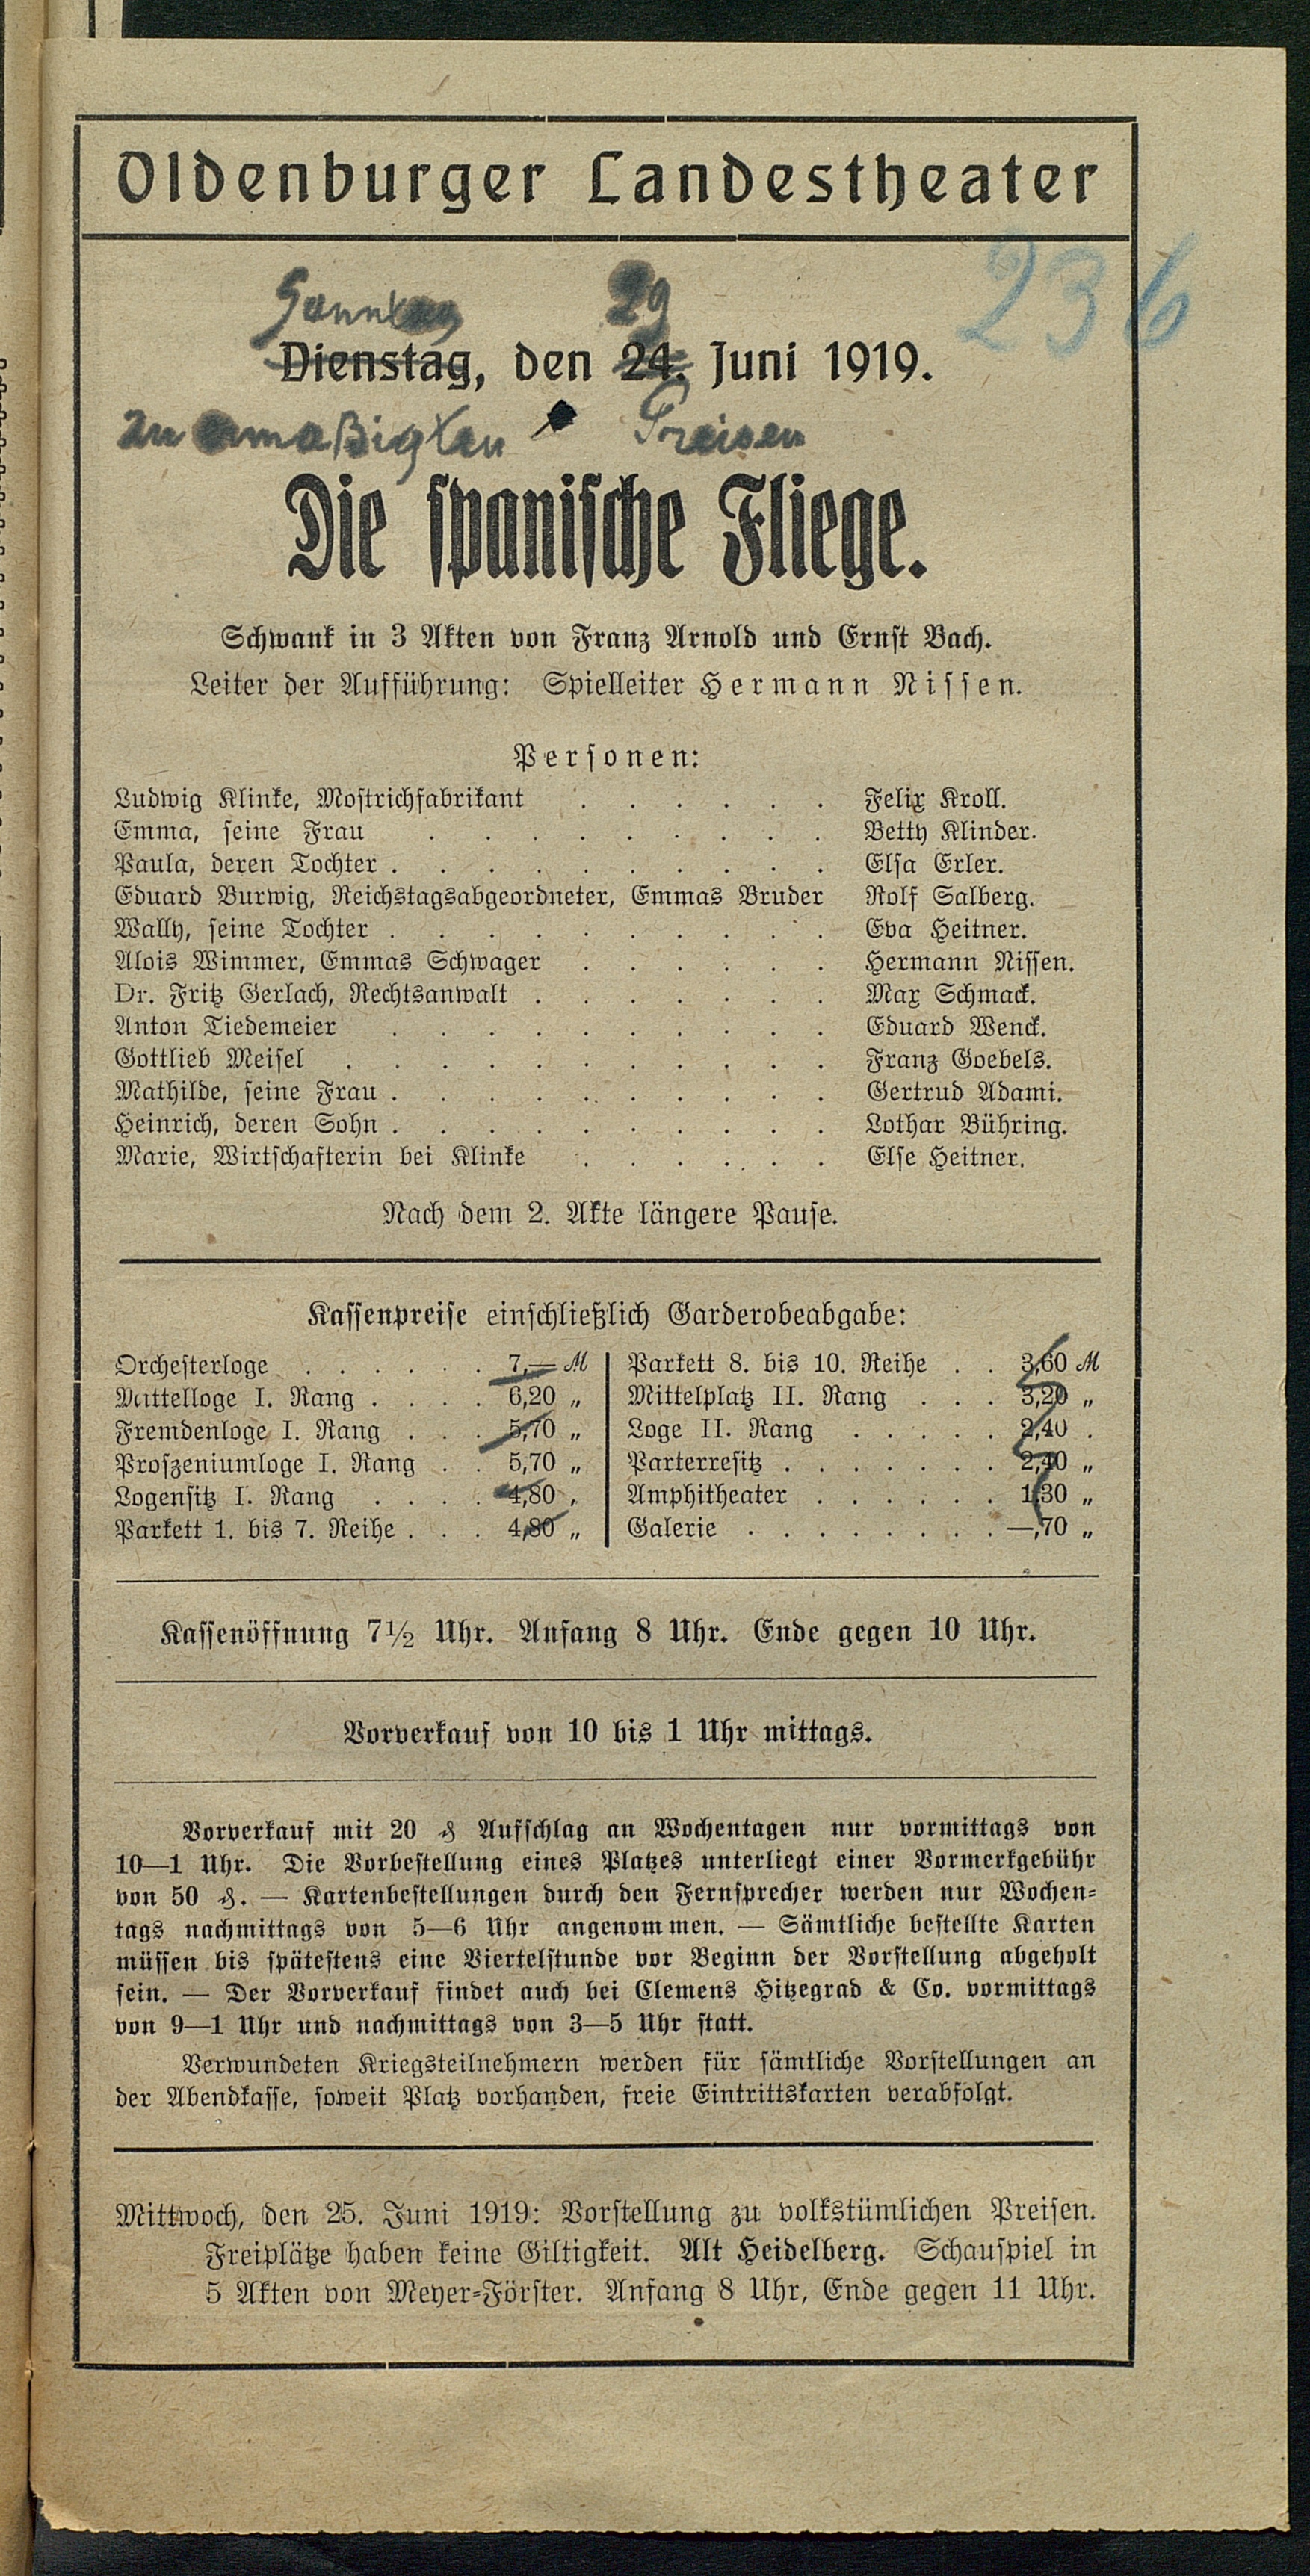 Oldenburger Landestheater
236
Sonntag 29
Dienstag, den 24. Juni 1919.
Zu ermäßigten Preisen
Die spanische Fliege.
Schwank in 3 Akten von Franz Arnold und Ernst Bach.
Leiter der Aufführung: Spielleiter Hermann Nissen.
Personen:
Ludwig Klinke, Mostrichfabrikant . . . . . . Felix Kroll.
Emma, seine Frau . . . . . . . . . Betty Klinder.
Paula, deren Tochter . . . . . . . . . . Elsa Erler.
Eduard Burwig, Reichstagsabgeordneter, Emmas Bruder Rolf Salberg.
Wally, seine Tochter . . . . . . . . . . Eva Heitner.
Alois Wimmer, Emmas Schwager . . . . . . Hermann Nissen.
Dr. Fritz Gerlach, Rechtsanwalt . . . . . . . Max Schmack.
Anton Tiedemeier . . . . . . . . . . Eduard Wenck.
Gottlieb Meisel . . . . . . . . . . . Franz Goebels.
Mathilde, seine Frau . . . . . . . . . . Gertrud Adami.
Heinrich, deren Sohn . . . . . . . . . . Lothar Bühring.
Marie, Wirtschafterin bei Klinke . . . . . . Else Heitner.
Nach dem 2. Akte längere Pause.
Kassenpreise einschließlich Garderobeabgabe:
Orchesterloge . . . . . . 7,— M
Mittelloge I. Rang . . . . 6,20 „
Fremdenloge I. Rang . . . 5,70 „
Proszeniumloge I. Rang . . 5,70 „
Logensitz I. Rang . . . . 4,80 „
Parkett 1. bis 7. Reihe . . . 4,80 „
Parkett 8. bis 10. Reihe . . 3,60 M
Mittelplatz II. Rang . . . 3,20 „
Loge II. Rang . . . . . 2,40 .
Parterresitz . . . . . . . 2,40 „
Amphitheater . . . . . . 1,30 „
Galerie . . . . . . . . —,70 „
Kassenöffnung 7½ Uhr. Anfang 8 Uhr. Ende gegen 10 Uhr.
Vorverkauf von 10 bis 1 Uhr mittags.
Vorverkauf mit 20 ₰ Aufschlag an Wochentagen nur vormittags von
10—1 Uhr. Die Vorbestellung eines Platzes unterliegt einer Vormerkgebühr
von 50 ₰. — Kartenbestellungen durch den Fernsprecher werden nur Wochen-
tags nachmittags von 5—6 Uhr angenommen. — Sämtliche bestellte Karten
müssen bis spätestens eine Viertelstunde vor Beginn der Vorstellung abgeholt
sein. — Der Vorverkauf findet auch bei Clemens Hitzegrad & Co. vormittags
von 9—1 Uhr und nachmittags von 3—5 Uhr statt.
Verwundeten Kriegsteilnehmern werden für sämtliche Vorstellungen an
der Abendkasse, soweit Platz vorhanden, freie Eintrittskarten verabfolgt.
Mittwoch, den 25. Juni 1919: Vorstellung zu volkstümlichen Preisen.
Freiplätze haben keine Giltigkeit. Alt Heidelberg. Schauspiel in
5 Akten von Meyer-Förster. Anfang 8 Uhr, Ende gegen 11 Uhr.